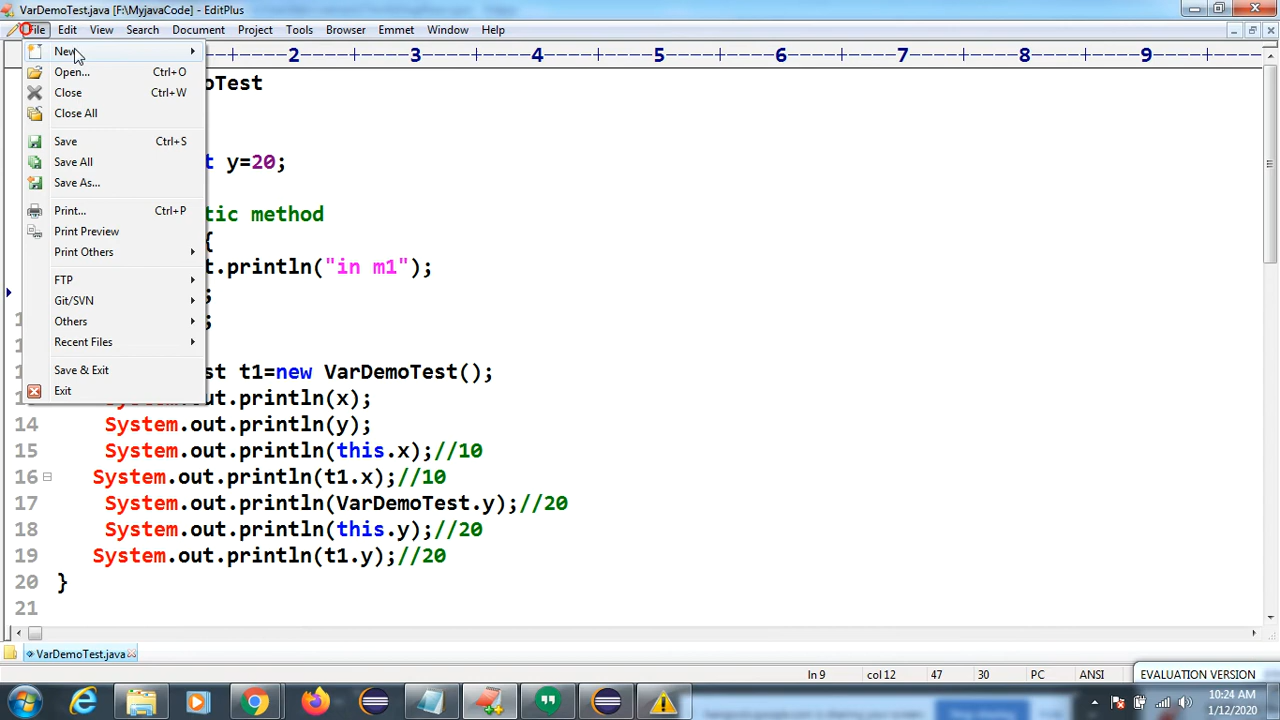 VarDemoTest.java [F:\MyjavaCode] - EditPlus
File Edit View Search Document Project Tools Browser Emmet Window Help
2 3 4 5 6 7 8 9
New
Open... Ctrl+O
Close Ctrl+W
Close All
Save Ctrl+S
Save All
Save As...
Print... Ctrl+P
Print Preview
Print Others
FTP
Git/SVN
Others
Recent Files
Save & Exit
Exit
oTest
t y=20;
tic method
{
t.println("in m1");
;
;
st t1=new VarDemoTest();
System.out.println(x);
14 System.out.println(y);
15 System.out.println(this.x);//10
16 System.out.println(t1.x);//10
17 System.out.println(VarDemoTest.y);//20
18 System.out.println(this.y);//20
19 System.out.println(t1.y);//20
20 }
21
VarDemoTest.java
ln 9 col 12 47 30 PC ANSI EVALUATION VERSION
10:24 AM
1/12/2020